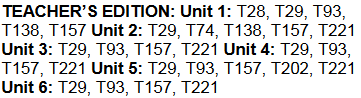 TEACHER'S EDITION: Unit 1: T28, T29, T93,
T138, T157 Unit 2: T29, T74, T138, T157, T221
Unit 3: T29, T93, T157, T221 Unit 4: T29, T93,
T157, T221 Unit 5: T29, T93, T157, T202, T221
Unit 6: T29, T93, T157, T221